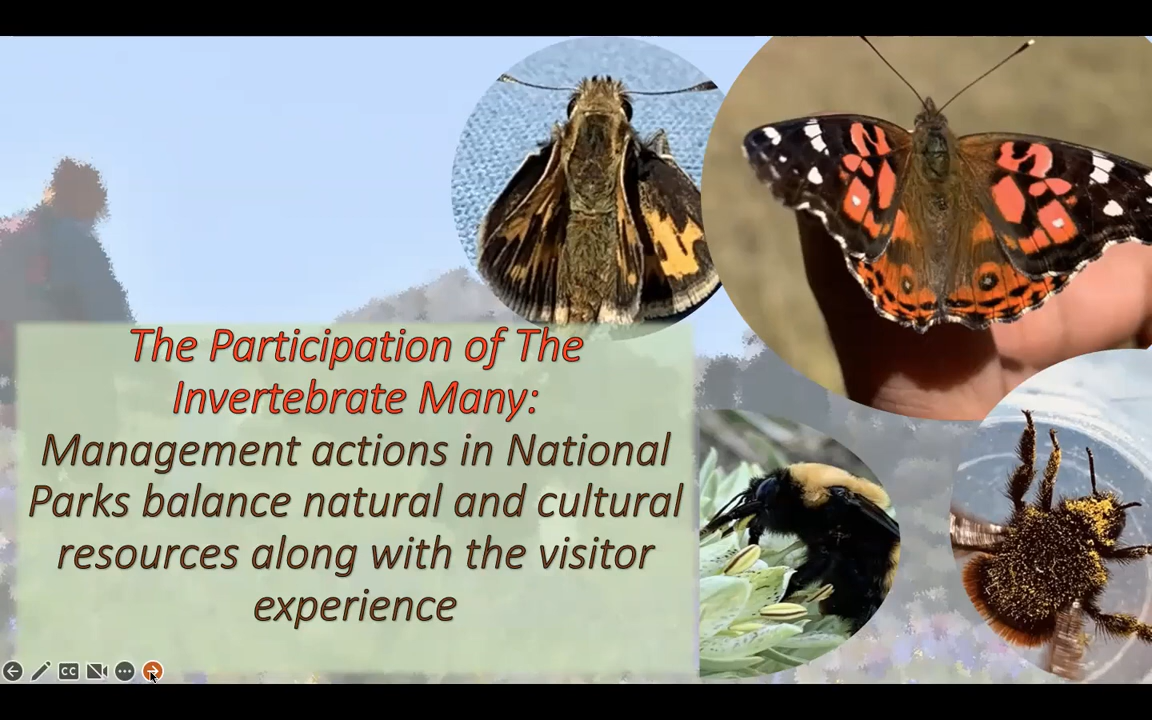 The Participation of The
Invertebrate Many:
Management actions in National
Parks balance natural and cultural
resources along with the visitor
experience
CC